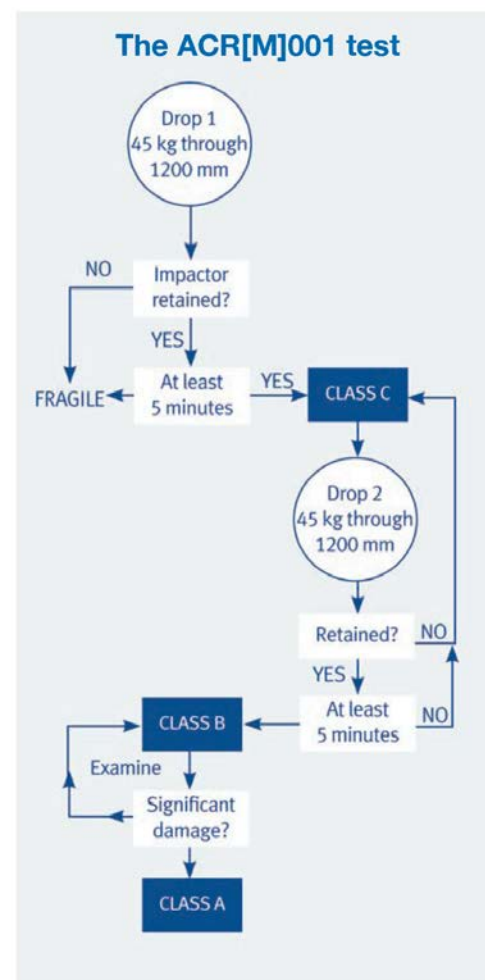 The ACR[M]001 test
Drop 1
45 kg through
1200 mm
NO
Impactor
retained?
YES
At least
5 minutes
YES
FRAGILE
CLASS C
Drop 2
45 kg through
1200 mm
Retained?
NO
YES
At least
5 minutes
NO
CLASS B
Examine
Significant
damage?
CLASS A